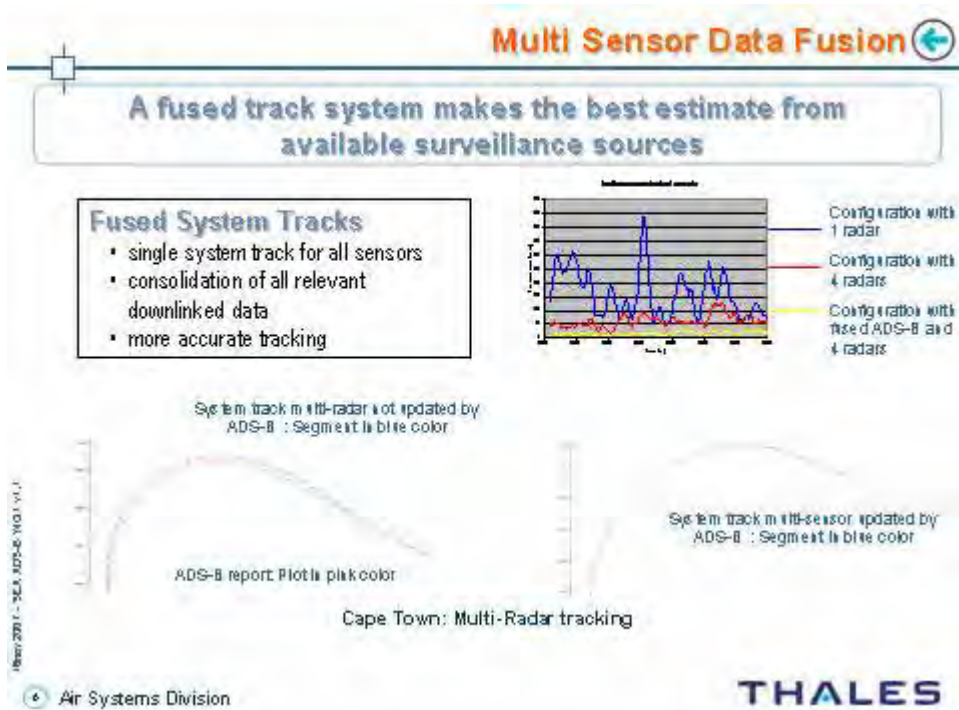 Multi Sensor Data Fusion
A fused track system makes the best estimate from
available surveillance sources
Fused System Tracks
• single system track for all sensors
• consolidation of all relevant
downlinked data
• more accurate tracking
Configuration with
1 radar
Configuration with
4 radars
Configuration with
fused ADS-B and
4 radars
System track multi-radar not updated by
ADS-B : Segment in blue color
System track multi-sensor updated by
ADS-B : Segment in blue color
ADS-B report: Plot in pink color
Cape Town: Multi-Radar tracking
6 Air Systems Division
THALES